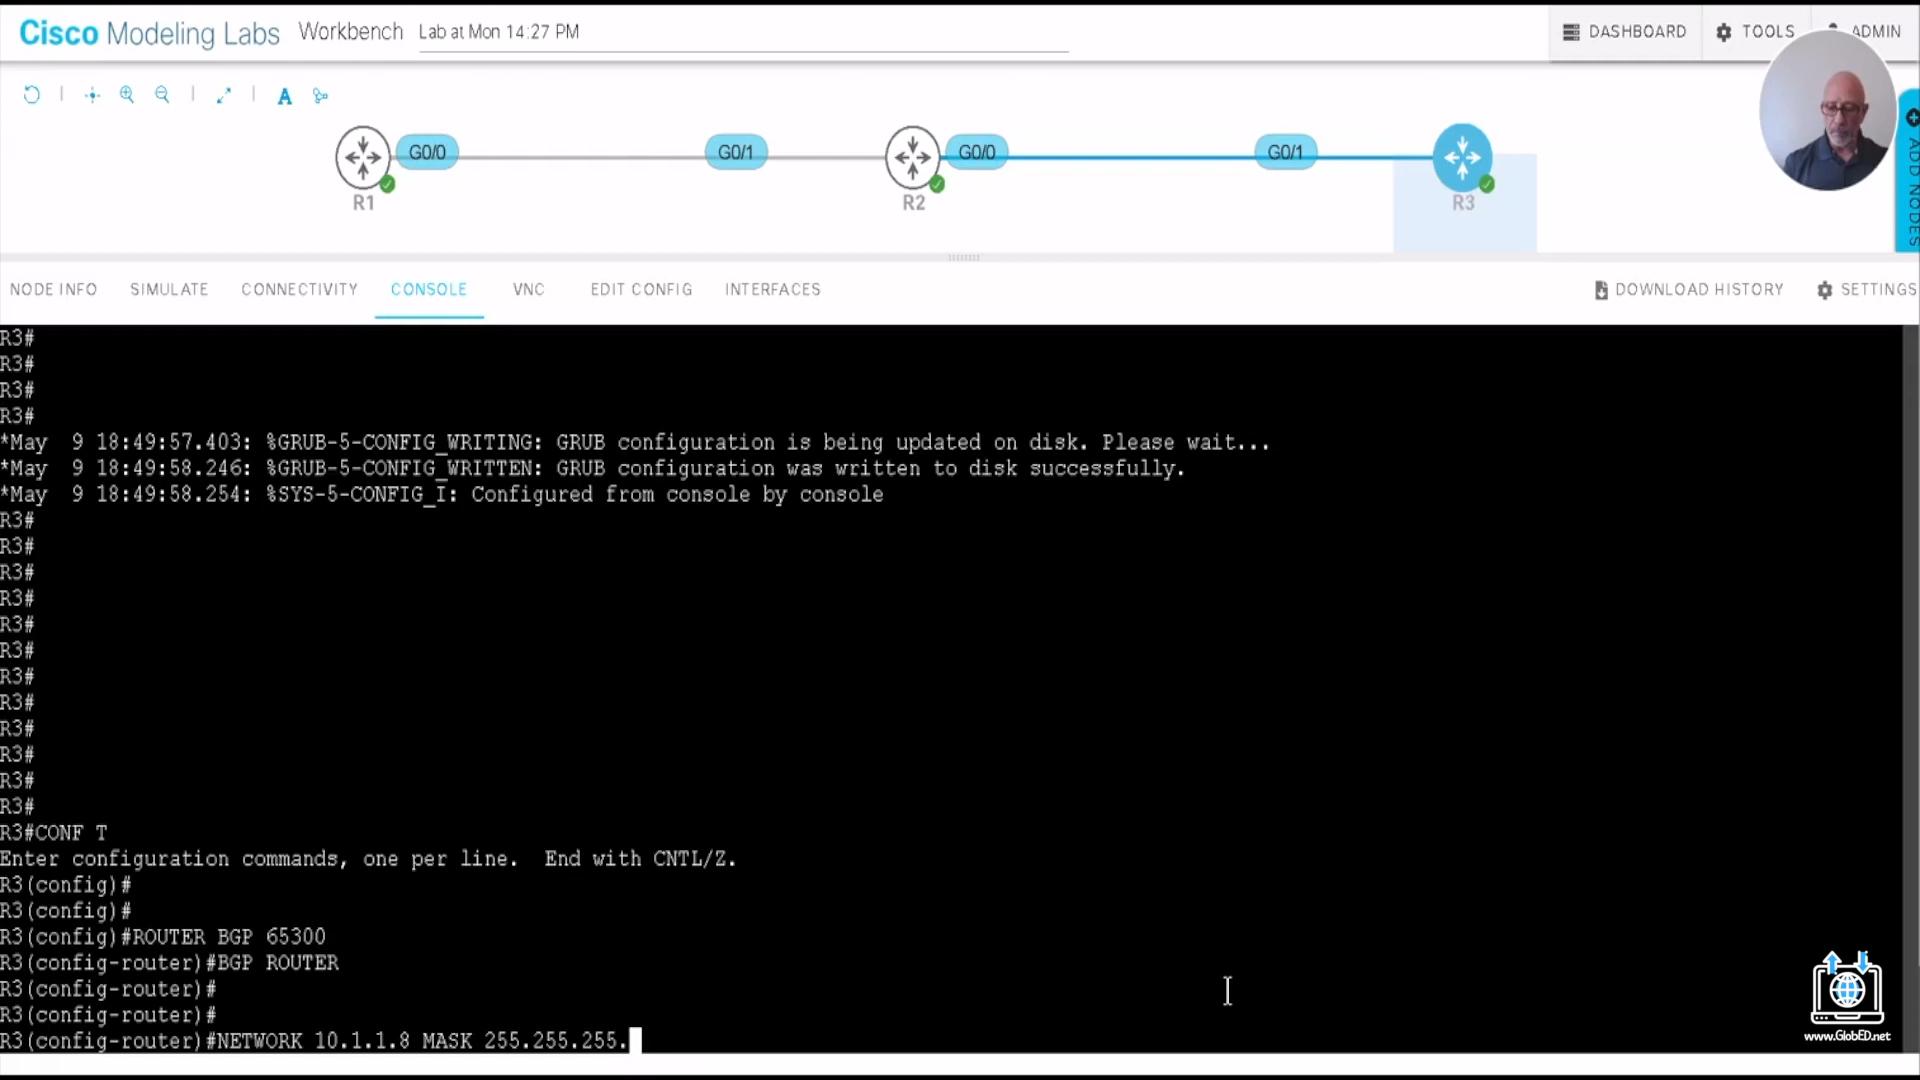 Cisco Modeling Labs Workbench Lab at Mon 14:27 PM DASHBOARD TOOLS ADMIN
A
G0/0 G0/1 G0/0 G0/1
R1 R2 R3
ADD NODES
NODE INFO SIMULATE CONNECTIVITY CONSOLE VNC EDIT CONFIG INTERFACES DOWNLOAD HISTORY SETTINGS
R3#
R3#
R3#
R3#
*May  9 18:49:57.403: %GRUB-5-CONFIG_WRITING: GRUB configuration is being updated on disk. Please wait...
*May  9 18:49:58.246: %GRUB-5-CONFIG_WRITTEN: GRUB configuration was written to disk successfully.
*May  9 18:49:58.254: %SYS-5-CONFIG_I: Configured from console by console
R3#
R3#
R3#
R3#
R3#
R3#
R3#
R3#
R3#
R3#
R3#
R3#
R3#CONF T
Enter configuration commands, one per line.  End with CNTL/Z.
R3(config)#
R3(config)#
R3(config)#ROUTER BGP 65300
R3(config-router)#BGP ROUTER
R3(config-router)#
R3(config-router)#
R3(config-router)#NETWORK 10.1.1.8 MASK 255.255.255.
www.GlobED.net